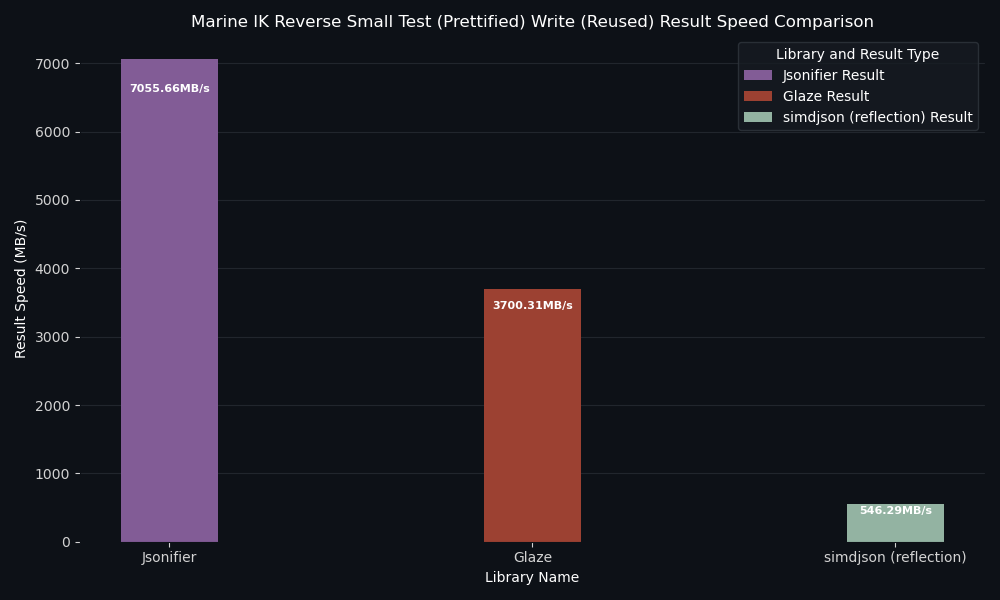 Marine IK Reverse Small Test (Prettified) Write (Reused) Result Speed Comparison
Library and Result Type
Jsonifier Result
Glaze Result
simdjson (reflection) Result
Result Speed (MB/s)
7000
6000
5000
4000
3000
2000
1000
0
7055.66MB/s
3700.31MB/s
546.29MB/s
Jsonifier
Glaze
simdjson (reflection)
Library Name